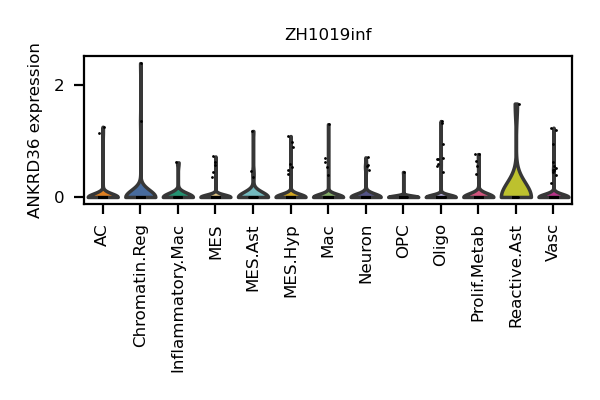 ZH1019inf
ANKRD36 expression
2
0
AC
Chromatin.Reg
Inflammatory.Mac
MES
MES.Ast
MES.Hyp
Mac
Neuron
OPC
Oligo
Prolif.Metab
Reactive.Ast
Vasc